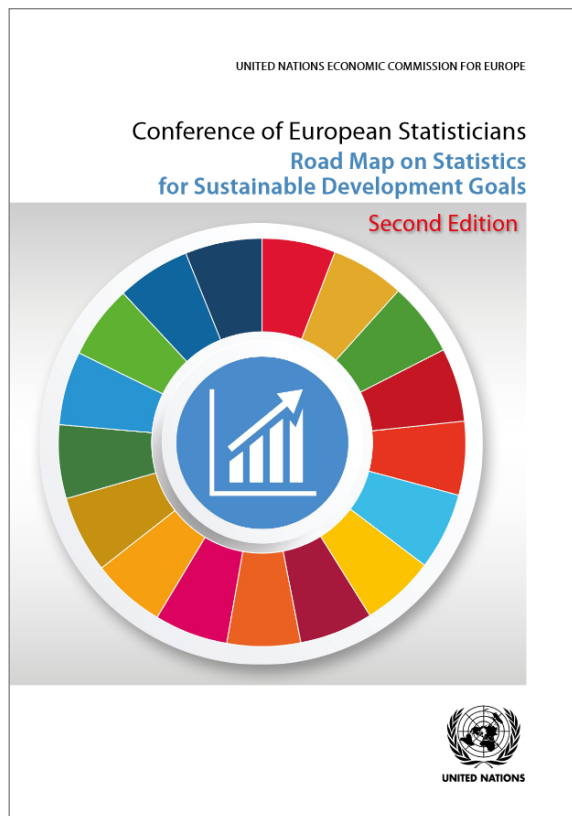 UNITED NATIONS ECONOMIC COMMISSION FOR EUROPE
Conference of European Statisticians
Road Map on Statistics
for Sustainable Development Goals
Second Edition
UNITED NATIONS